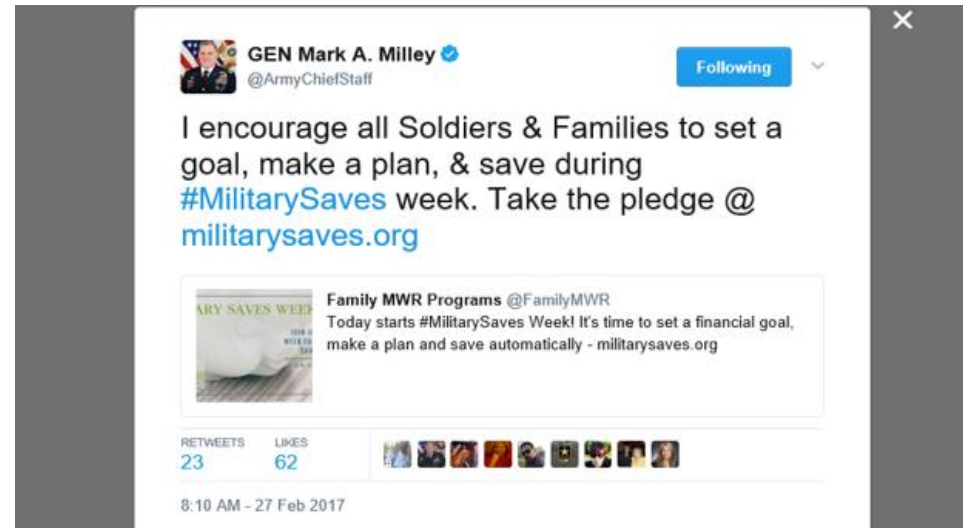 GEN Mark A. Milley
@ArmyChiefStaff
Following
I encourage all Soldiers & Families to set a
goal, make a plan, & save during
#MilitarySaves week. Take the pledge @
militarysaves.org
ARY SAVES WEEK
Family MWR Programs @FamilyMWR
Today starts #MilitarySaves Week! It's time to set a financial goal,
make a plan and save automatically - militarysaves.org
RETWEETS LIKES
23 62
8:10 AM - 27 Feb 2017